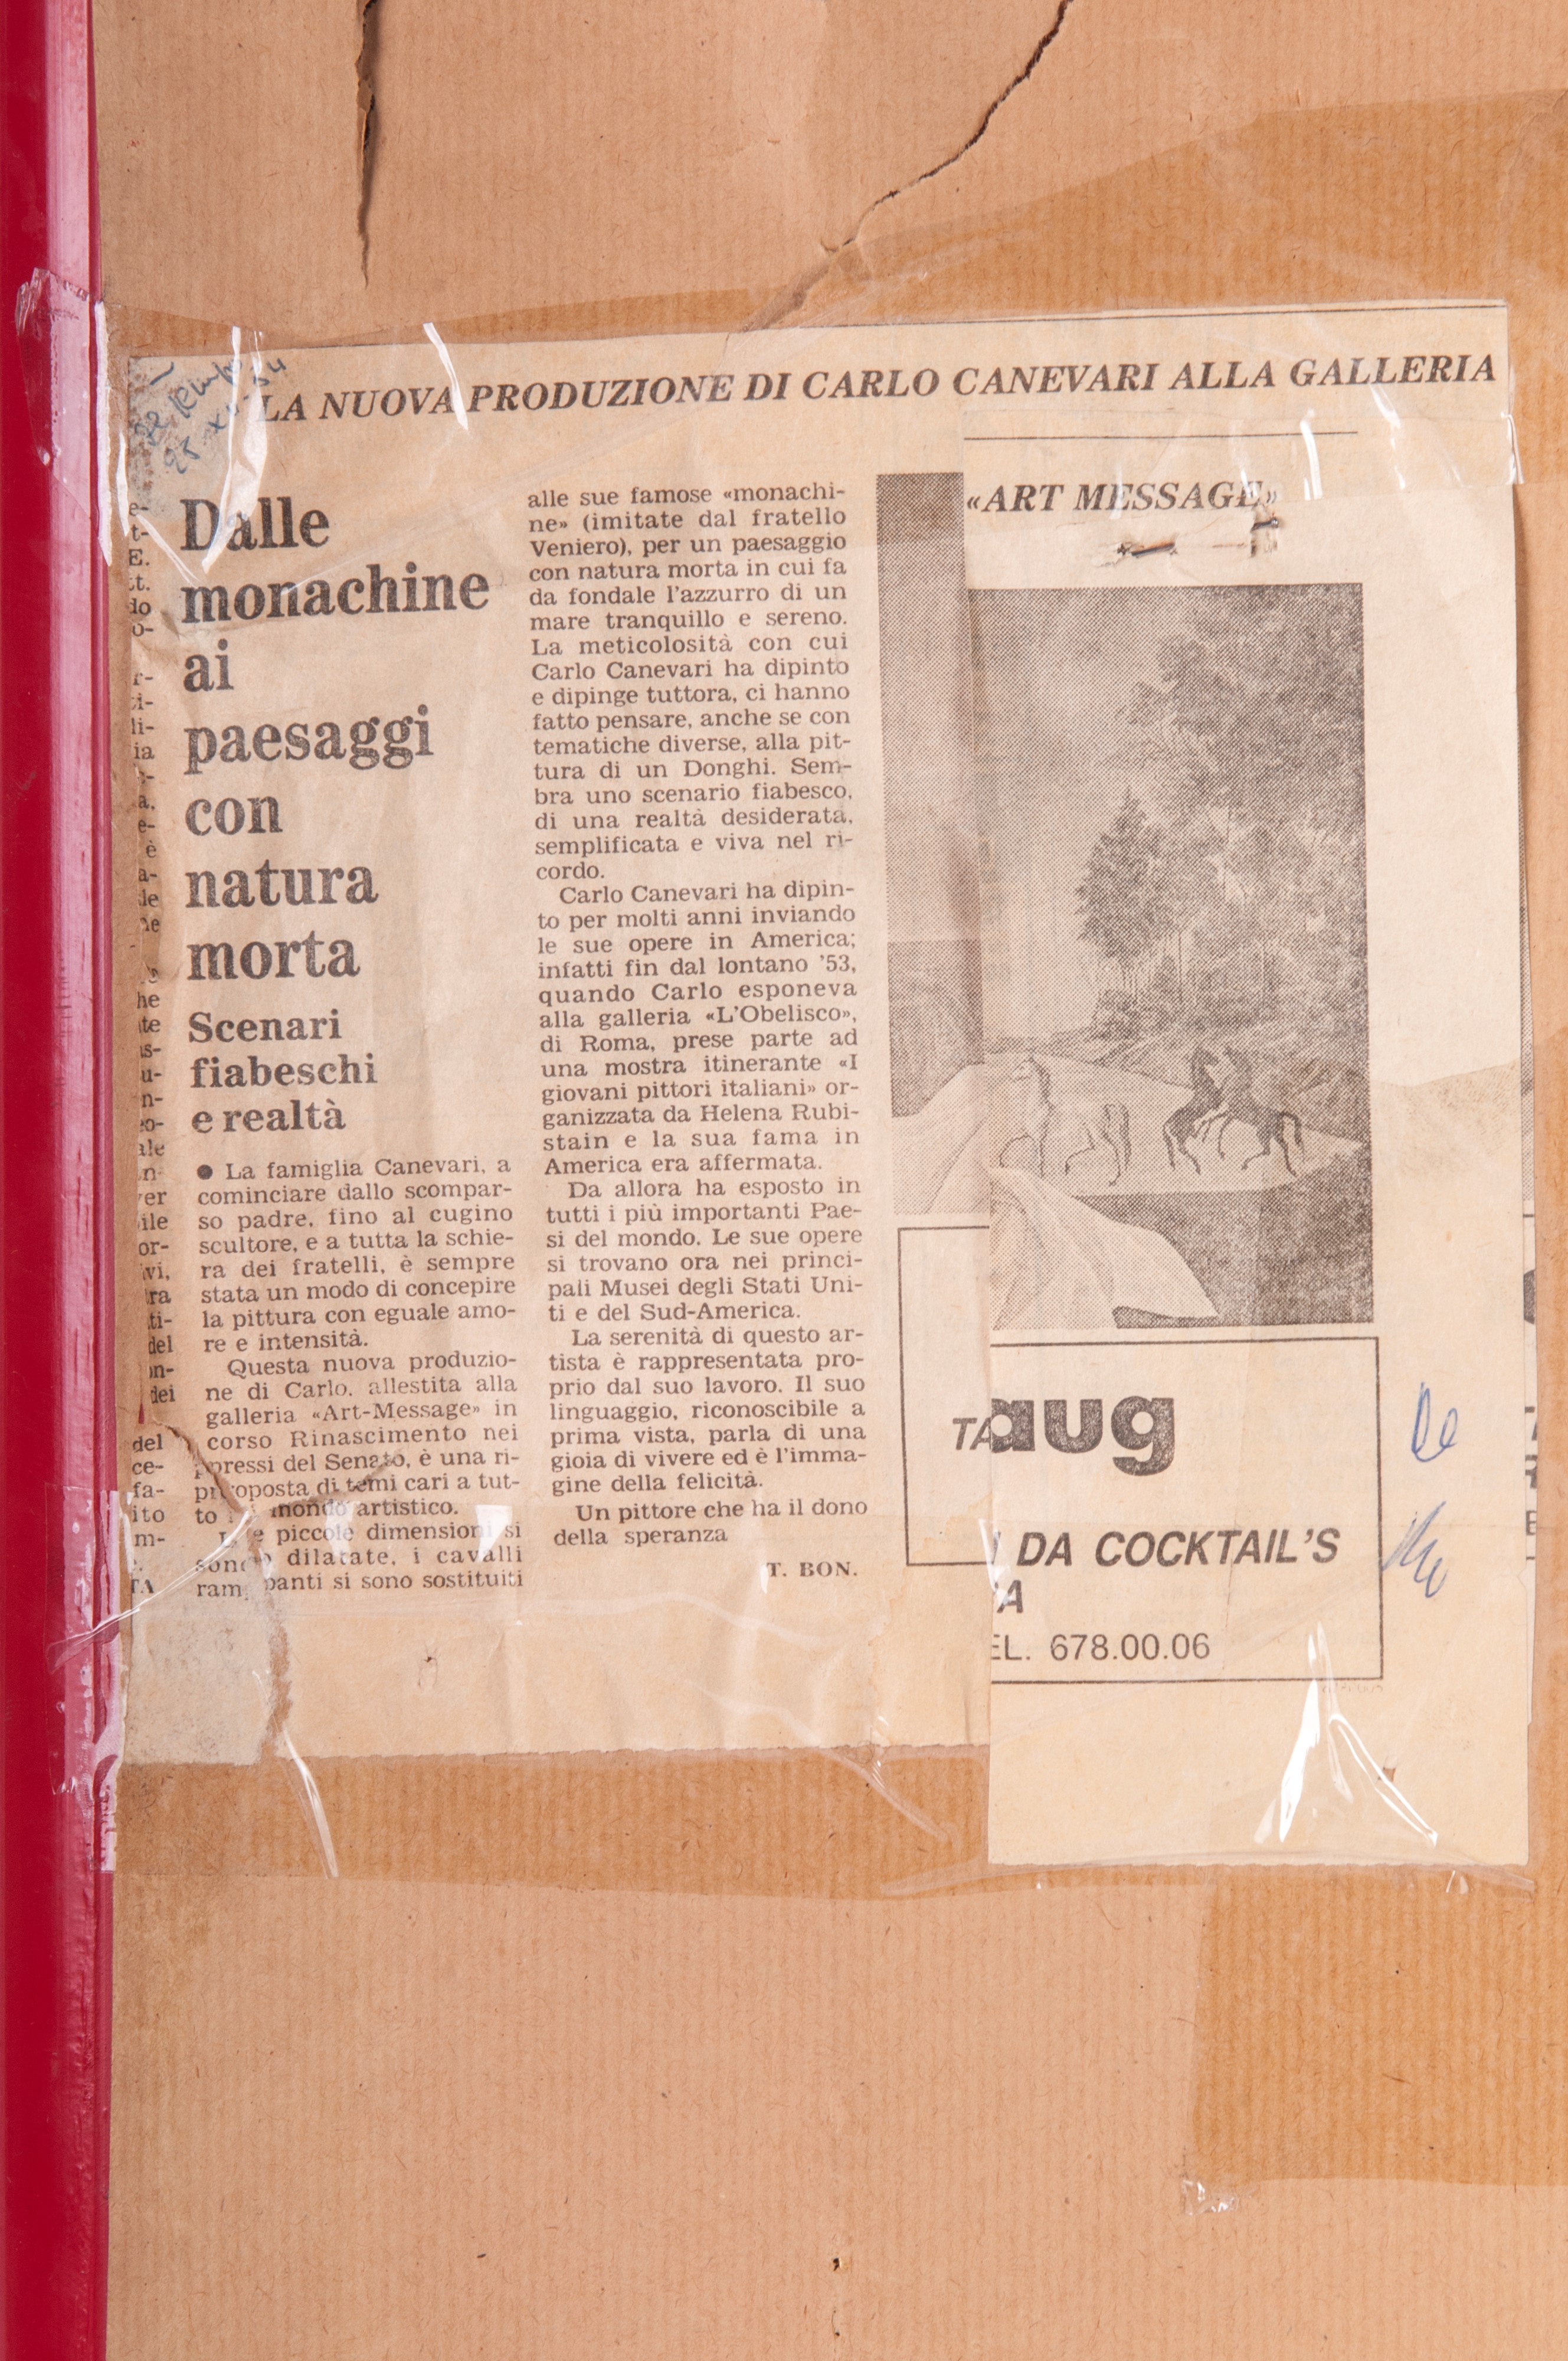 LA NUOVA PRODUZIONE DI CARLO CANEVARI ALLA GALLERIA
«ART MESSAGE»
Dalle
monachine
ai
paesaggi
con
natura
morta
Scenari
fiabeschi
e realtà
● La famiglia Canevari, a
cominciare dallo scompar-
so padre, fino al cugino
scultore, e a tutta la schie-
ra dei fratelli, è sempre
stata un modo di concepire
la pittura con eguale amo-
re e intensità.
Questa nuova produzio-
ne di Carlo, allestita alla
galleria «Art-Message» in
corso Rinascimento nei
pressi del Senato, è una ri-
proposta di temi cari a tut-
to mondo artistico.
piccole dimensioni si
sono dilatate, i cavalli
rampanti si sono sostituiti
alle sue famose «monachi-
ne» (imitate dal fratello
Veniero), per un paesaggio
con natura morta in cui fa
da fondale l'azzurro di un
mare tranquillo e sereno.
La meticolosità con cui
Carlo Canevari ha dipinto
e dipinge tuttora, ci hanno
fatto pensare, anche se con
tematiche diverse, alla pit-
tura di un Donghi. Sem-
bra uno scenario fiabesco,
di una realtà desiderata,
semplificata e viva nel ri-
cordo.
Carlo Canevari ha dipin-
to per molti anni inviando
le sue opere in America;
infatti fin dal lontano '53,
quando Carlo esponeva
alla galleria «L'Obelisco»,
di Roma, prese parte ad
una mostra itinerante «I
giovani pittori italiani» or-
ganizzata da Helena Rubi-
stain e la sua fama in
America era affermata.
Da allora ha esposto in
tutti i più importanti Pae-
si del mondo. Le sue opere
si trovano ora nei princi-
pali Musei degli Stati Uni-
ti e del Sud-America.
La serenità di questo ar-
tista è rappresentata pro-
prio dal suo lavoro. Il suo
linguaggio, riconoscibile a
prima vista, parla di una
gioia di vivere ed è l'imma-
gine della felicità.
Un pittore che ha il dono
della speranza
T. BON.
TA
aug
DA COCKTAIL'S
A
EL. 678.00.06